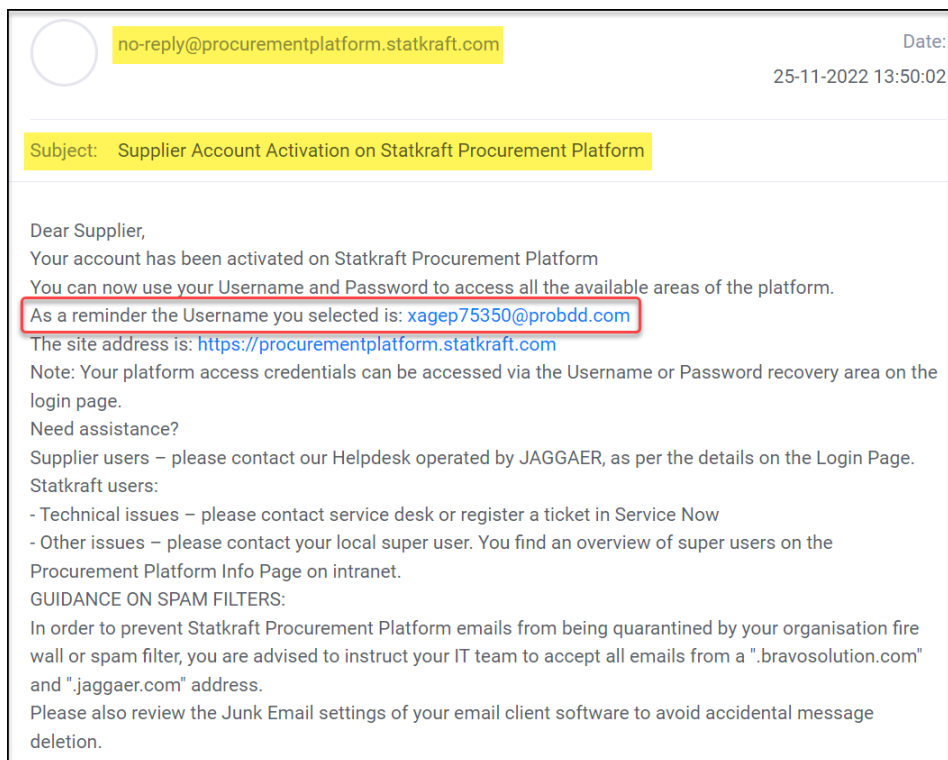 no-reply@procurementplatform.statkraft.com
Date:
25-11-2022 13:50:02
Subject: Supplier Account Activation on Statkraft Procurement Platform
Dear Supplier,
Your account has been activated on Statkraft Procurement Platform
You can now use your Username and Password to access all the available areas of the platform.
As a reminder the Username you selected is: xagep75350@probdd.com
The site address is: https://procurementplatform.statkraft.com
Note: Your platform access credentials can be accessed via the Username or Password recovery area on the
login page.
Need assistance?
Supplier users – please contact our Helpdesk operated by JAGGAER, as per the details on the Login Page.
Statkraft users:
- Technical issues – please contact service desk or register a ticket in Service Now
- Other issues – please contact your local super user. You find an overview of super users on the
Procurement Platform Info Page on intranet.
GUIDANCE ON SPAM FILTERS:
In order to prevent Statkraft Procurement Platform emails from being quarantined by your organisation fire
wall or spam filter, you are advised to instruct your IT team to accept all emails from a ".bravosolution.com"
and ".jaggaer.com" address.
Please also review the Junk Email settings of your email client software to avoid accidental message
deletion.